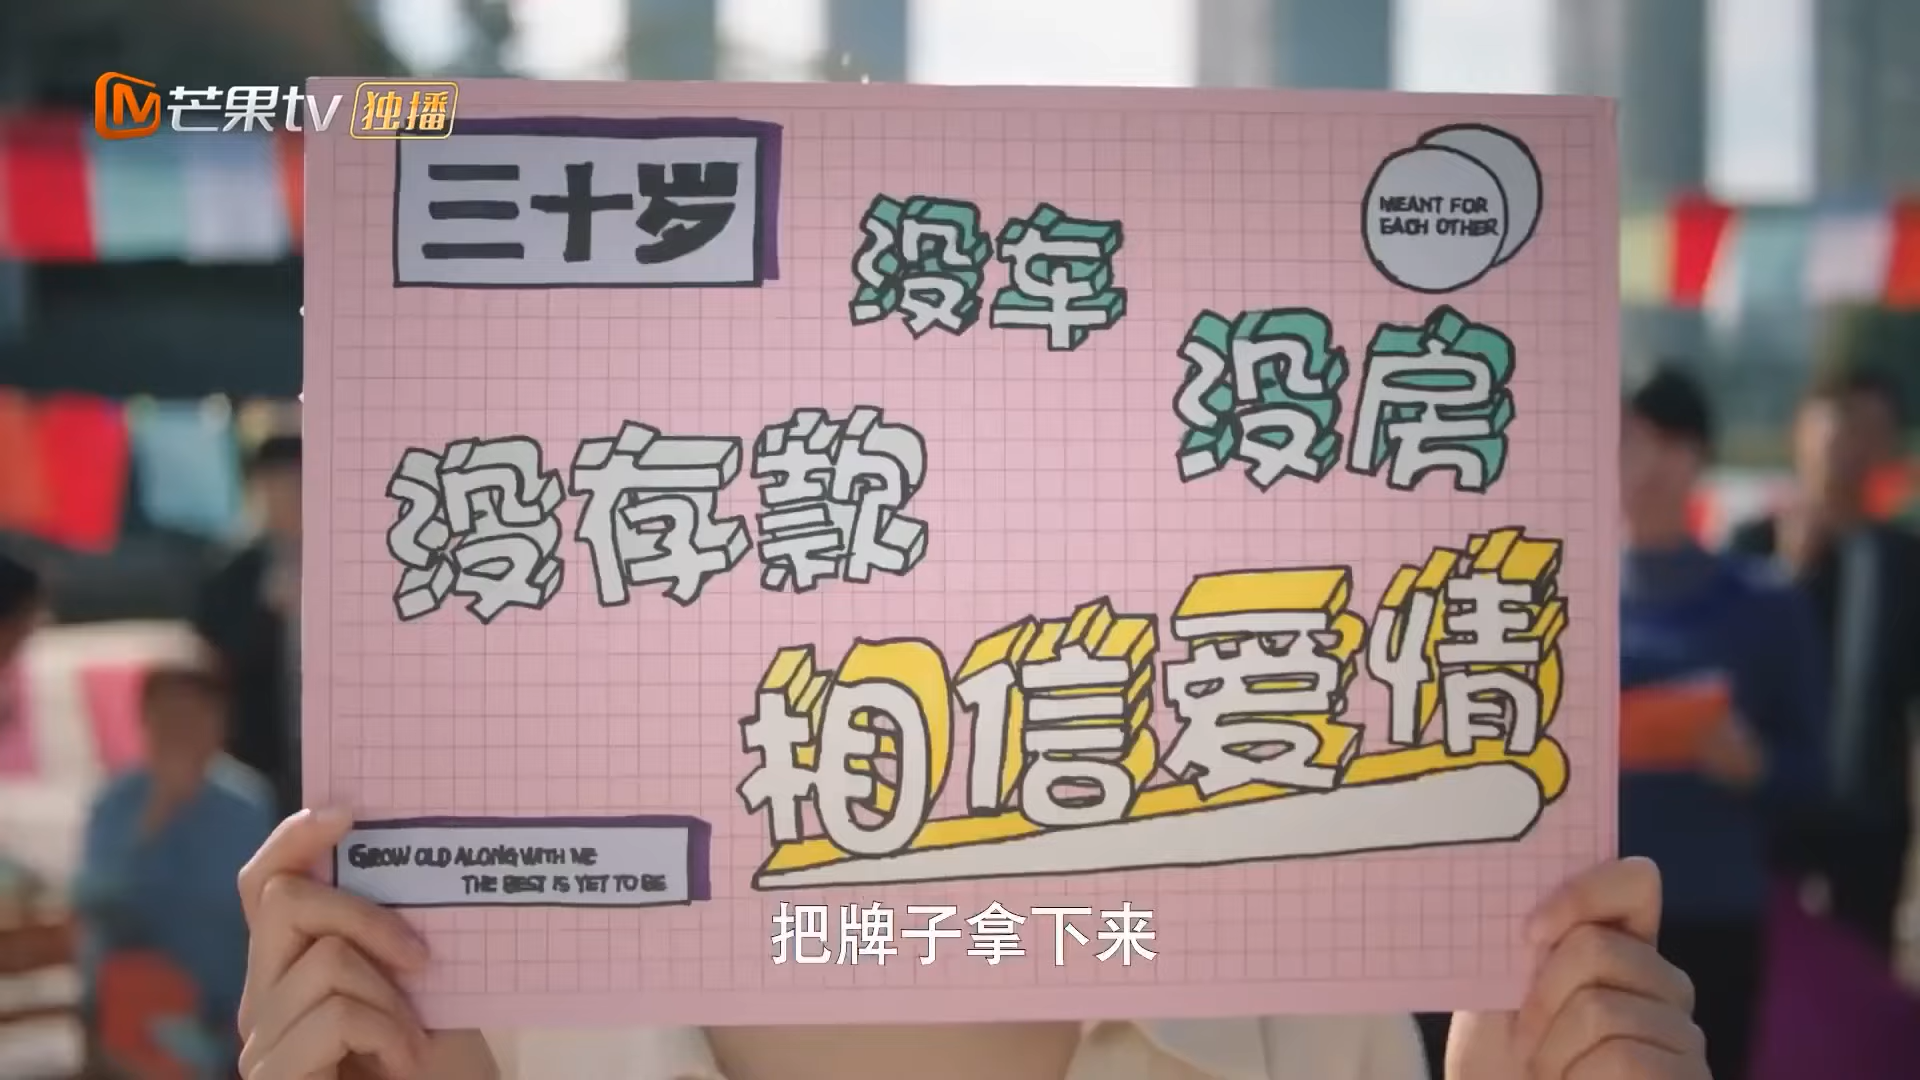 芒果tv 独播
三十岁
没车
MEANT FOR
EACH OTHER
没房
没存款
相信爱情
GROW OLD ALONG WITH ME
THE BEST IS YET TO BE
把牌子拿下来